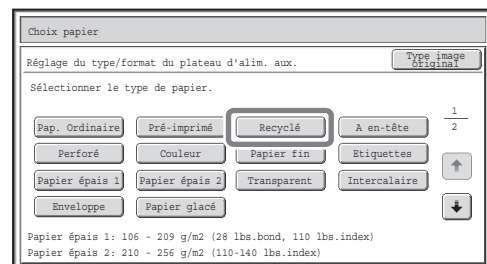 Choix papier
Réglage du type/format du plateau d'alim. aux.
Type image
original
Sélectionner le type de papier.
Pap. Ordinaire Pré-imprimé Recyclé A en-tête
1
2
Perforé Couleur Papier fin Etiquettes
Papier épais 1 Papier épais 2 Transparent Intercalaire
Enveloppe Papier glacé
Papier épais 1: 106 - 209 g/m2 (28 lbs.bond, 110 lbs.index)
Papier épais 2: 210 - 256 g/m2 (110-140 lbs.index)